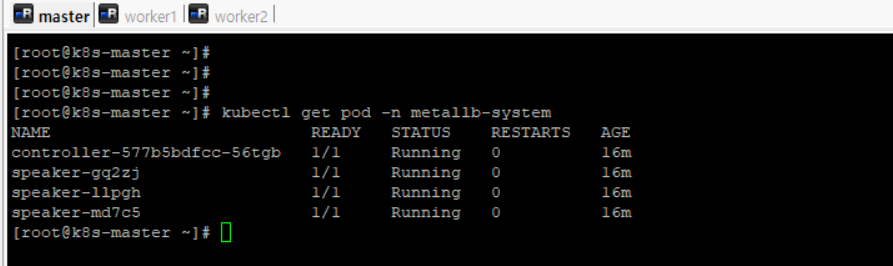 master worker1 worker2
[root@k8s-master ~]#
[root@k8s-master ~]#
[root@k8s-master ~]#
[root@k8s-master ~]# kubectl get pod -n metallb-system
NAME READY STATUS RESTARTS AGE
controller-577b5bdfcc-56tgb 1/1 Running 0 16m
speaker-gq2zj 1/1 Running 0 16m
speaker-llpgh 1/1 Running 0 16m
speaker-md7c5 1/1 Running 0 16m
[root@k8s-master ~]#